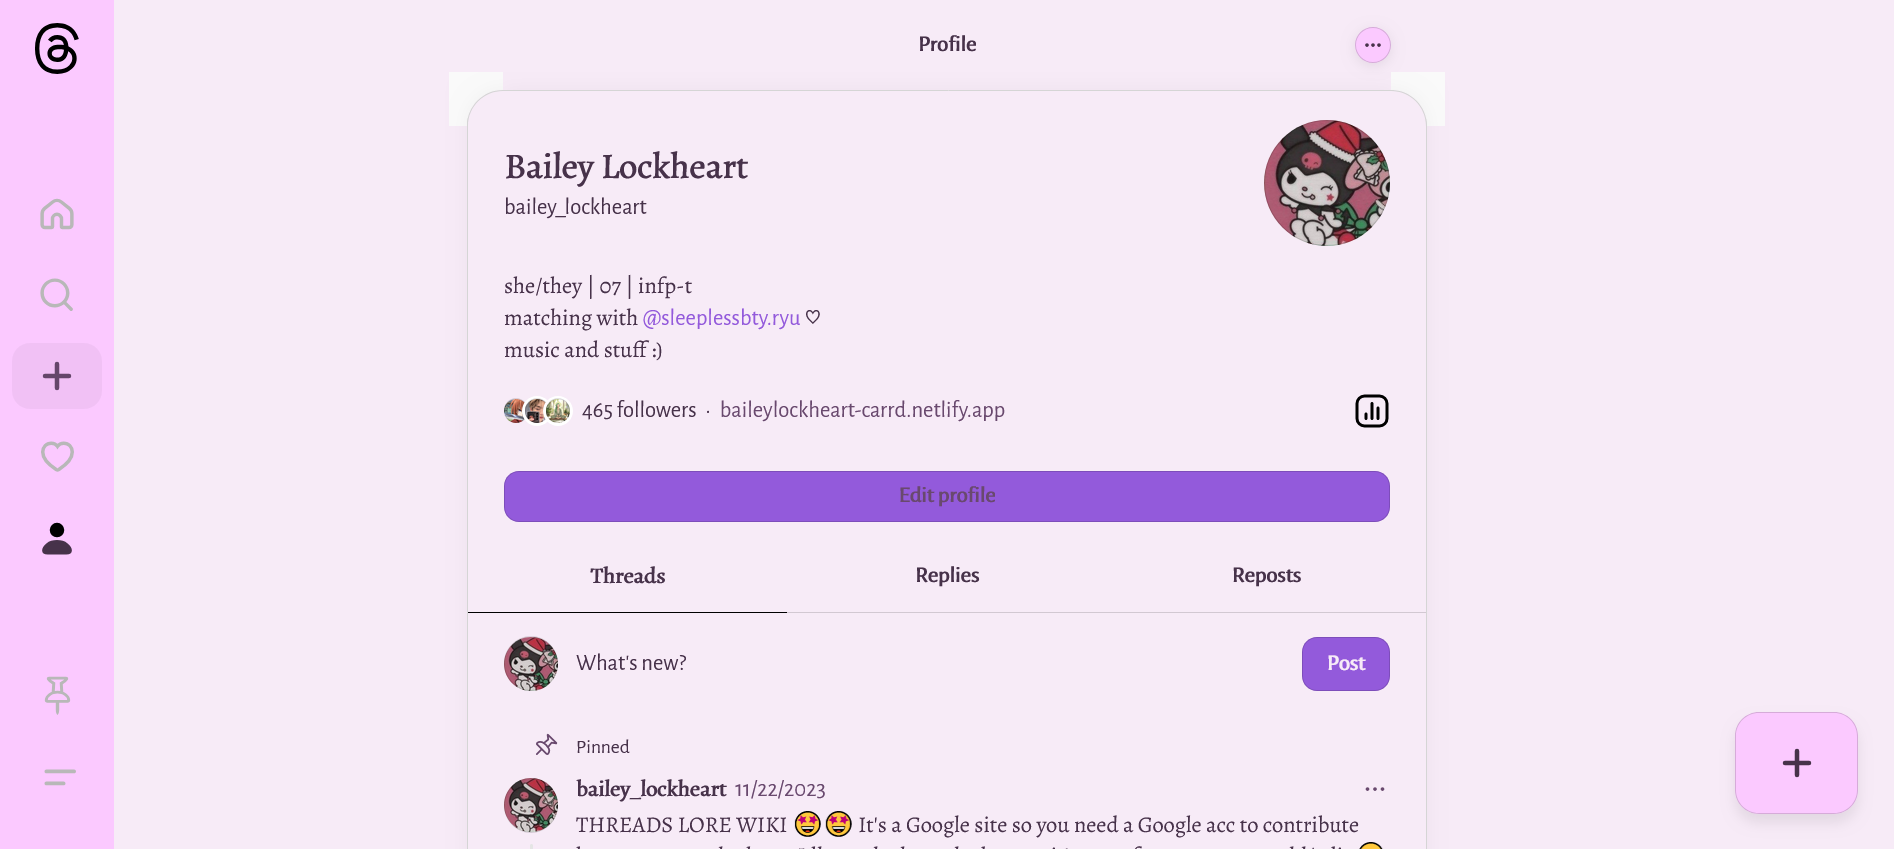 Profile
Bailey Lockheart
bailey_lockheart
she/they | 07 | infp-t
matching with @sleeplessbty.ryu ♡
music and stuff :)
465 followers · baileylockheart-carrd.netlify.app
Edit profile
Threads Replies Reposts
What's new?
Post
Pinned
bailey_lockheart 11/22/2023
THREADS LORE WIKI 🤩🤩 It's a Google site so you need a Google acc to contribute